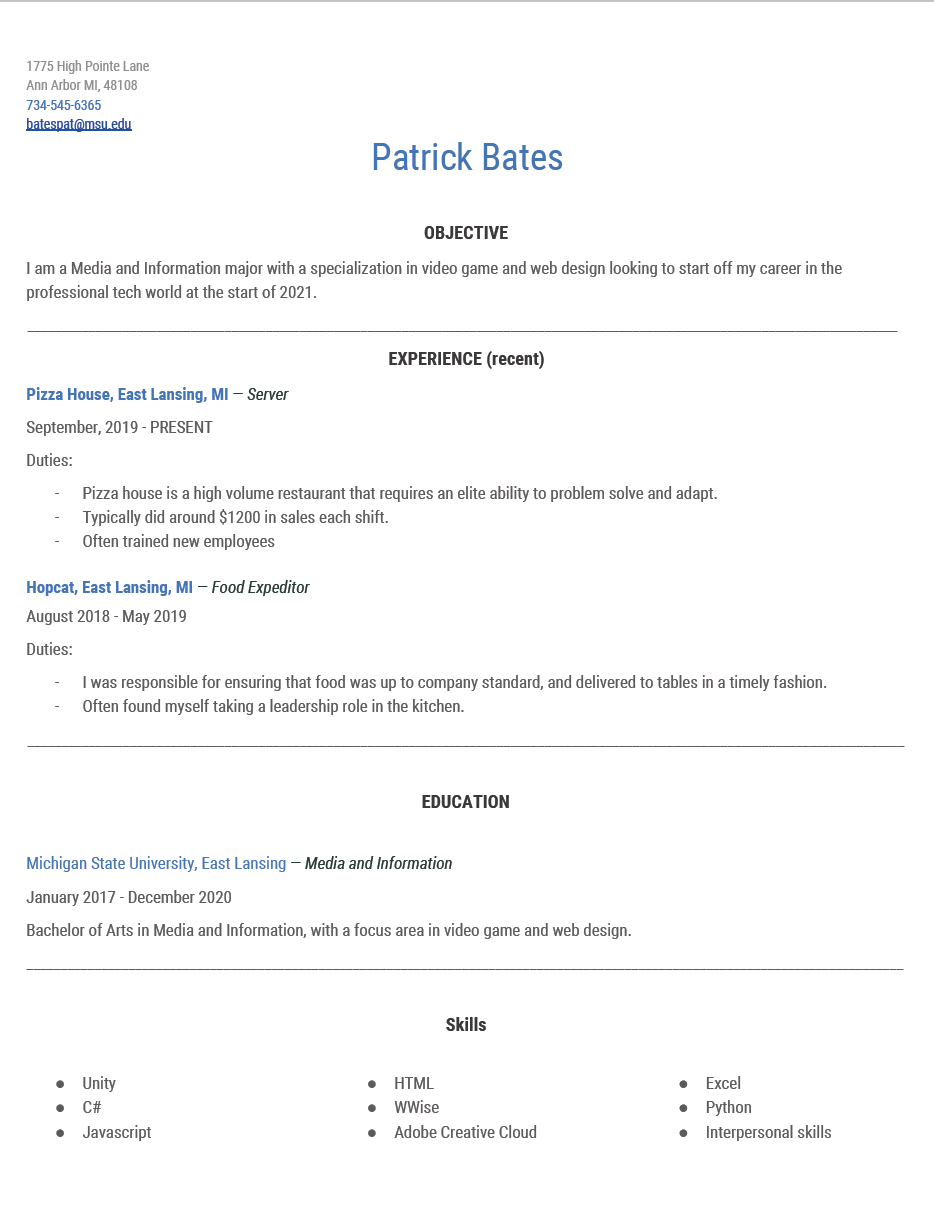 1775 High Pointe Lane
Ann Arbor MI, 48108
734-545-6365
batespat@msu.edu
Patrick Bates
OBJECTIVE
I am a Media and Information major with a specialization in video game and web design looking to start off my career in the
professional tech world at the start of 2021.
EXPERIENCE (recent)
Pizza House, East Lansing, MI — Server
September, 2019 - PRESENT
Duties:
- Pizza house is a high volume restaurant that requires an elite ability to problem solve and adapt.
- Typically did around $1200 in sales each shift.
- Often trained new employees
Hopcat, East Lansing, MI — Food Expeditor
August 2018 - May 2019
Duties:
- I was responsible for ensuring that food was up to company standard, and delivered to tables in a timely fashion.
- Often found myself taking a leadership role in the kitchen.
EDUCATION
Michigan State University, East Lansing — Media and Information
January 2017 - December 2020
Bachelor of Arts in Media and Information, with a focus area in video game and web design.
Skills
● Unity
● C#
● Javascript
● HTML
● WWise
● Adobe Creative Cloud
● Excel
● Python
● Interpersonal skills